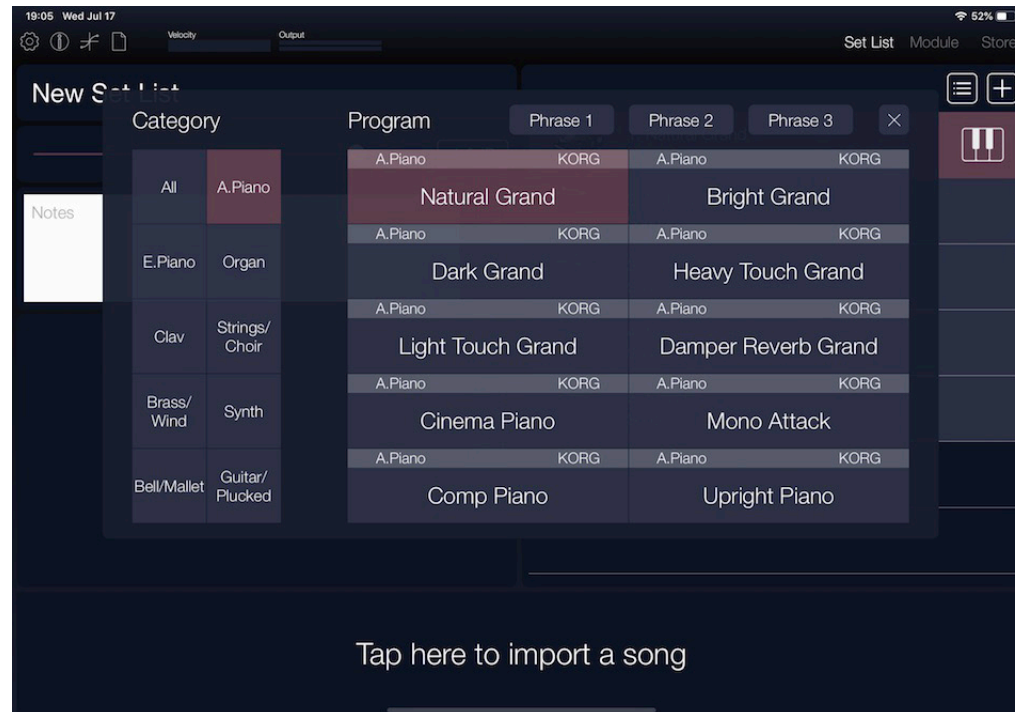 19:05 Wed Jul 17 52%
Velocity Output
Set List Module Store
New Set List
Category Program Phrase 1 Phrase 2 Phrase 3
All A.Piano
E.Piano Organ
Clav Strings/
Choir
Brass/
Wind Synth
Bell/Mallet Guitar/
Plucked
A.Piano KORG A.Piano KORG
Natural Grand Bright Grand
A.Piano KORG A.Piano KORG
Dark Grand Heavy Touch Grand
A.Piano KORG A.Piano KORG
Light Touch Grand Damper Reverb Grand
A.Piano KORG A.Piano KORG
Cinema Piano Mono Attack
A.Piano KORG A.Piano KORG
Comp Piano Upright Piano
Notes
Tap here to import a song